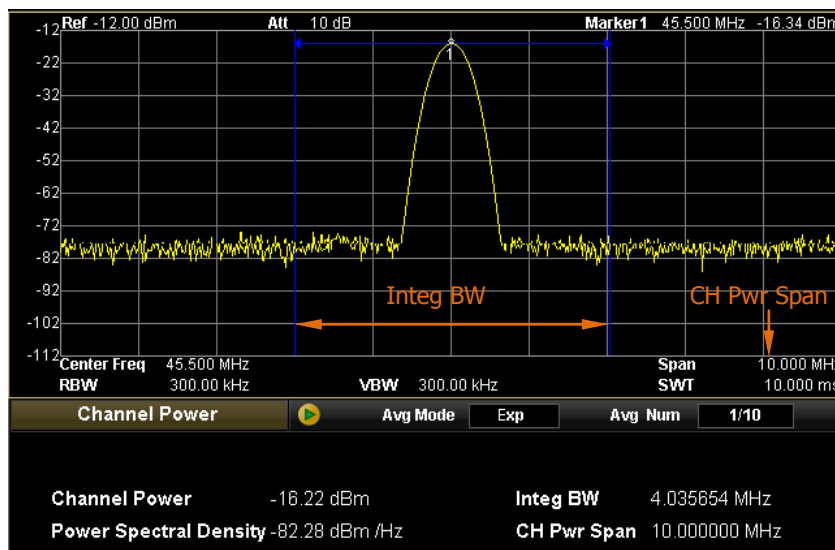 Ref -12.00 dBm Att 10 dB Marker1 45.500 MHz -16.34 dBm
-12
1
-22
-32
-42
-52
-62
-72
-82
-92
Integ BW CH Pwr Span
-102
-112
Center Freq 45.500 MHz Span 10.000 MHz
RBW 300.00 kHz VBW 300.00 kHz SWT 10.000 ms
Channel Power Avg Mode Exp Avg Num 1/10
Channel Power -16.22 dBm Integ BW 4.035654 MHz
Power Spectral Density -82.28 dBm /Hz CH Pwr Span 10.000000 MHz